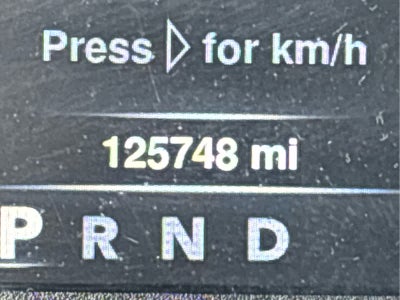 Press ▷ for km/h
125748 mi
P R N D